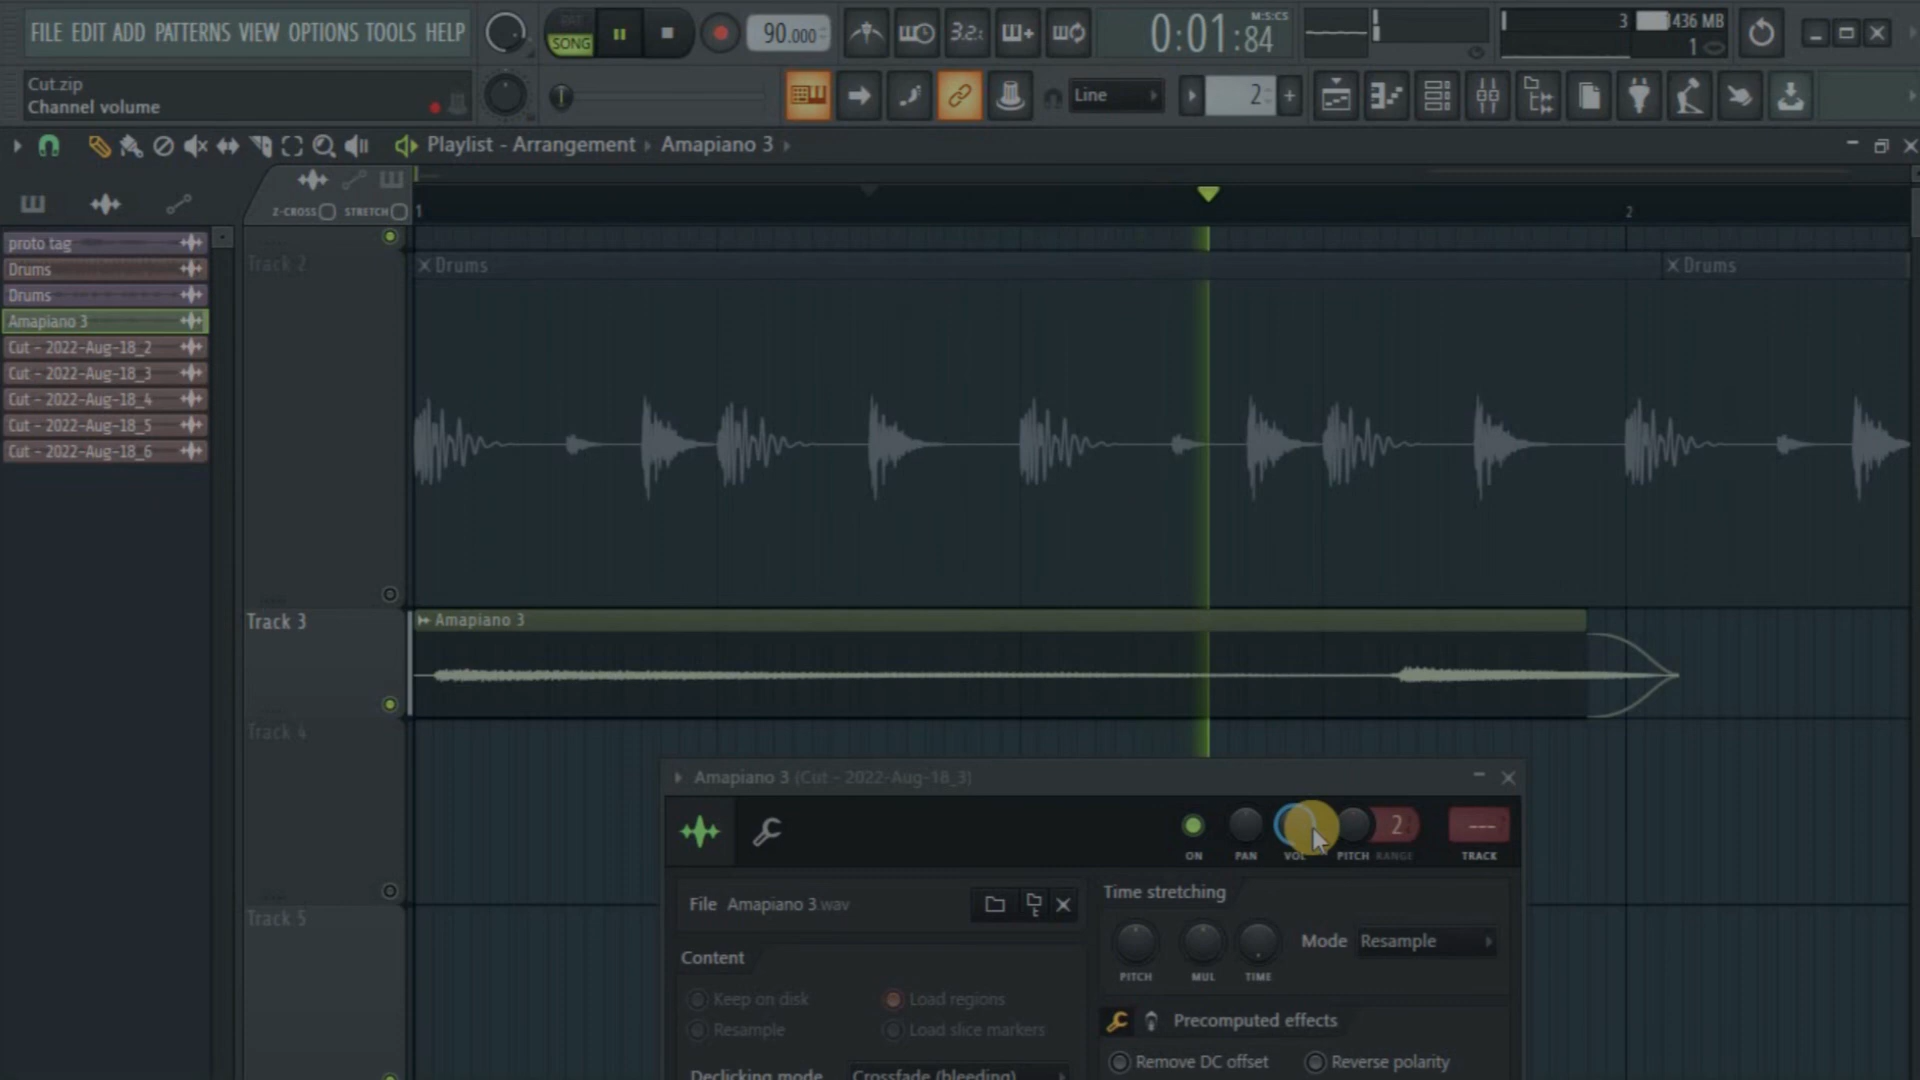 FILE EDIT ADD PATTERNS VIEW OPTIONS TOOLS HELP
PAT
SONG
90.000
3.2:
0:01:84
M:S:CS
3
436 MB
1
Cut.zip
Channel volume
Line
2
Playlist - Arrangement › Amapiano 3 ›
Z-CROSS
STRETCH
1
2
proto tag
Drums
Drums
Amapiano 3
Cut - 2022-Aug-18_2
Cut - 2022-Aug-18_3
Cut - 2022-Aug-18_4
Cut - 2022-Aug-18_5
Cut - 2022-Aug-18_6
Track 2
Drums
Drums
Track 3
Amapiano 3
Track 4
Track 5
Amapiano 3 (Cut - 2022-Aug-18_3)
2
---
ON
PAN
VOL
PITCH
RANGE
TRACK
File Amapiano 3.wav
Time stretching
PITCH
MUL
TIME
Mode Resample
Content
Keep on disk
Load regions
Resample
Load slice markers
Declicking mode
Crossfade (bleeding)
Precomputed effects
Remove DC offset
Reverse polarity